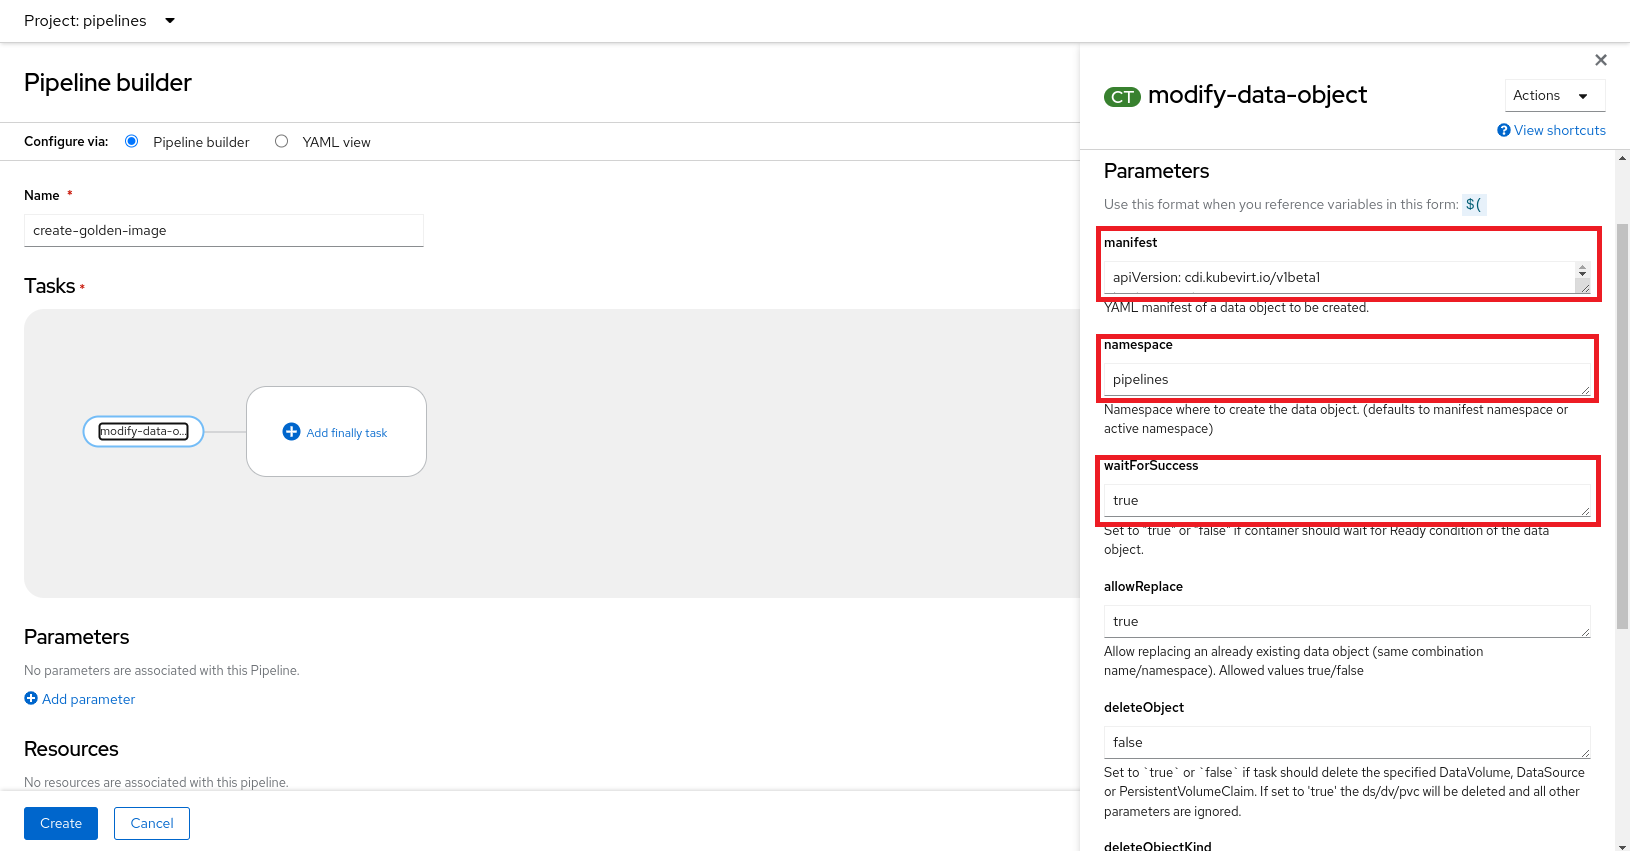 Project: pipelines
Pipeline builder
Configure via:
Pipeline builder
YAML view
Name *
create-golden-image
Tasks *
modify-data-o...
Add finally task
Parameters
No parameters are associated with this Pipeline.
Add parameter
Resources
No resources are associated with this pipeline.
Create
Cancel
CT modify-data-object
Actions
View shortcuts
Parameters
Use this format when you reference variables in this form: $(
manifest
apiVersion: cdi.kubevirt.io/v1beta1
YAML manifest of a data object to be created.
namespace
pipelines
Namespace where to create the data object. (defaults to manifest namespace or
active namespace)
waitForSuccess
true
Set to "true" or "false" if container should wait for Ready condition of the data
object.
allowReplace
true
Allow replacing an already existing data object (same combination
name/namespace). Allowed values true/false
deleteObject
false
Set to `true` or `false` if task should delete the specified DataVolume, DataSource
or PersistentVolumeClaim. If set to 'true' the ds/dv/pvc will be deleted and all other
parameters are ignored.
deleteObjectKind